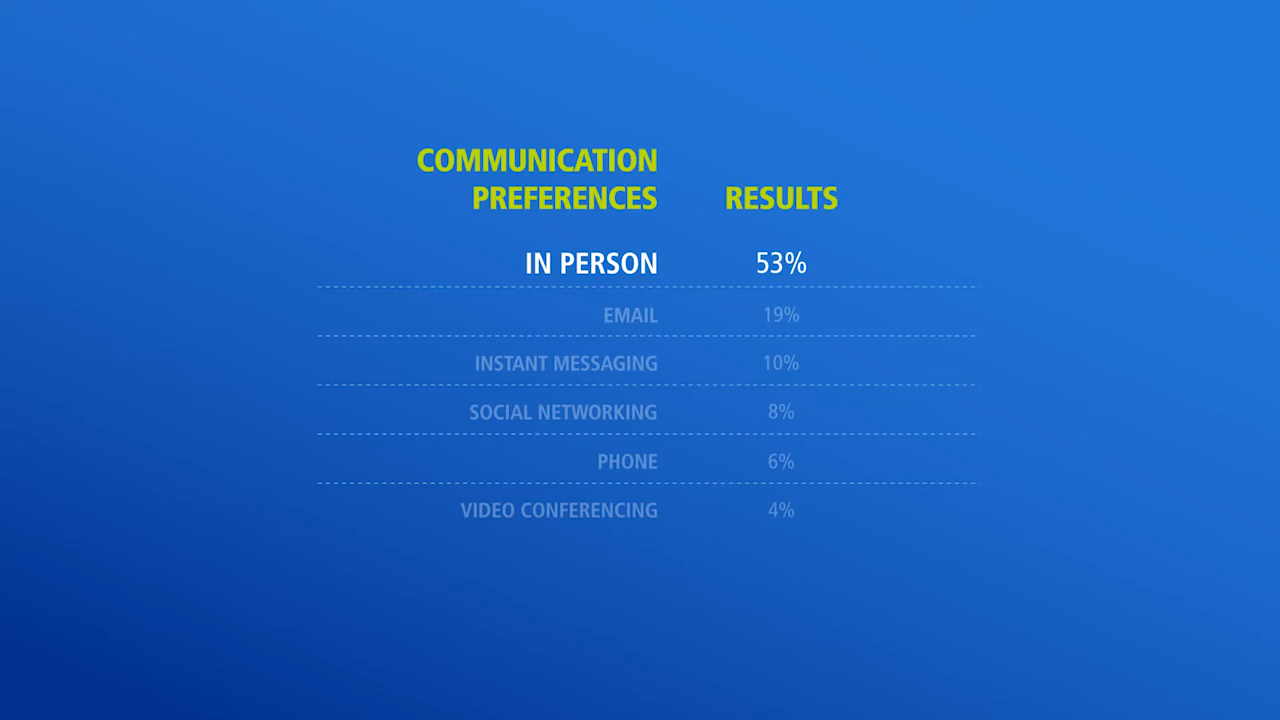 COMMUNICATION
PREFERENCES RESULTS
IN PERSON 53%
EMAIL 19%
INSTANT MESSAGING 10%
SOCIAL NETWORKING 8%
PHONE 6%
VIDEO CONFERENCING 4%